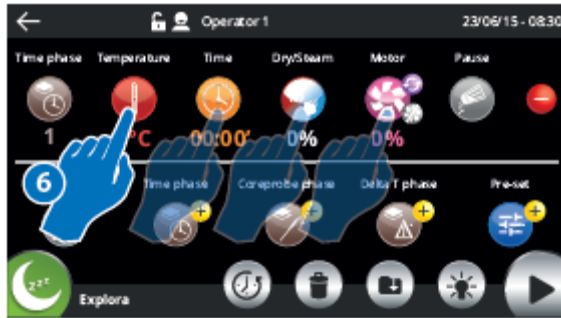 Operator 1 23/06/15 - 08:30
Time phase Temperature Time Dry/Steam Motor Pause
1 °C 00:00' 0% 0%
6
Time phase Coreprobe phase Delta T phase Pre-set
zzz
Explora